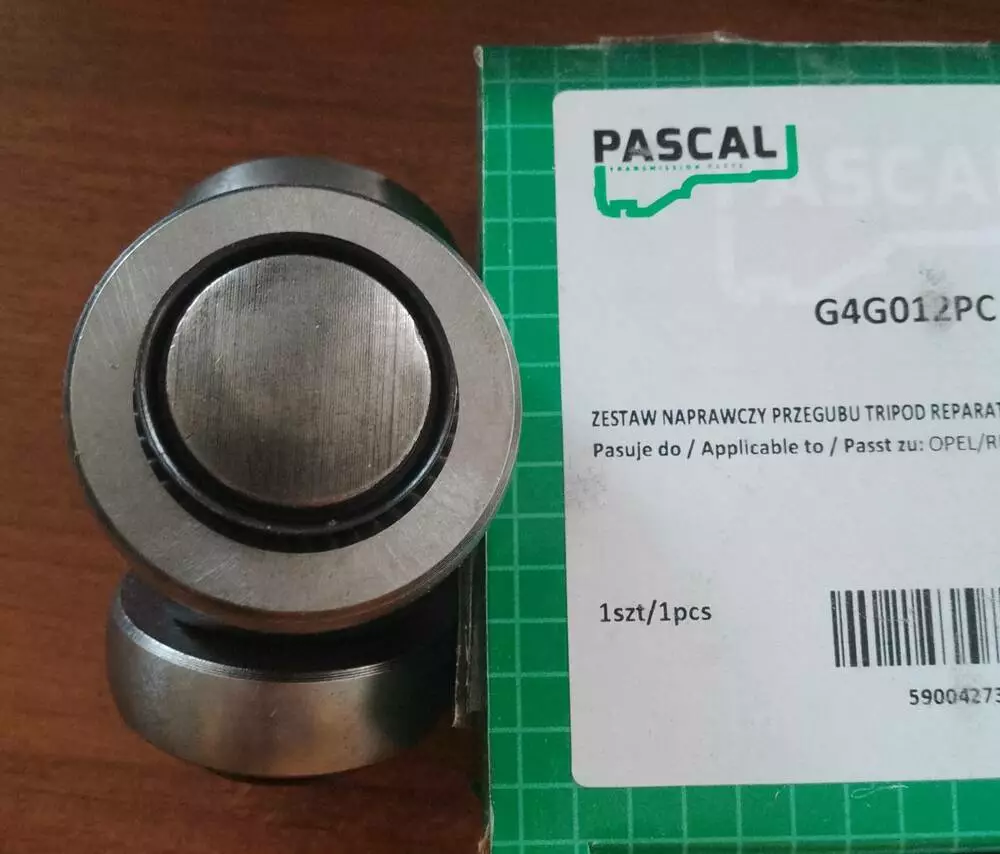 PASCAL
TRANSMISSION PARTS
G4G012PC
ZESTAW NAPRAWCZY PRZEGUBU TRIPOD REPARAT
Pasuje do / Applicable to / Passt zu: OPEL/R
1szt/1pcs
59004273